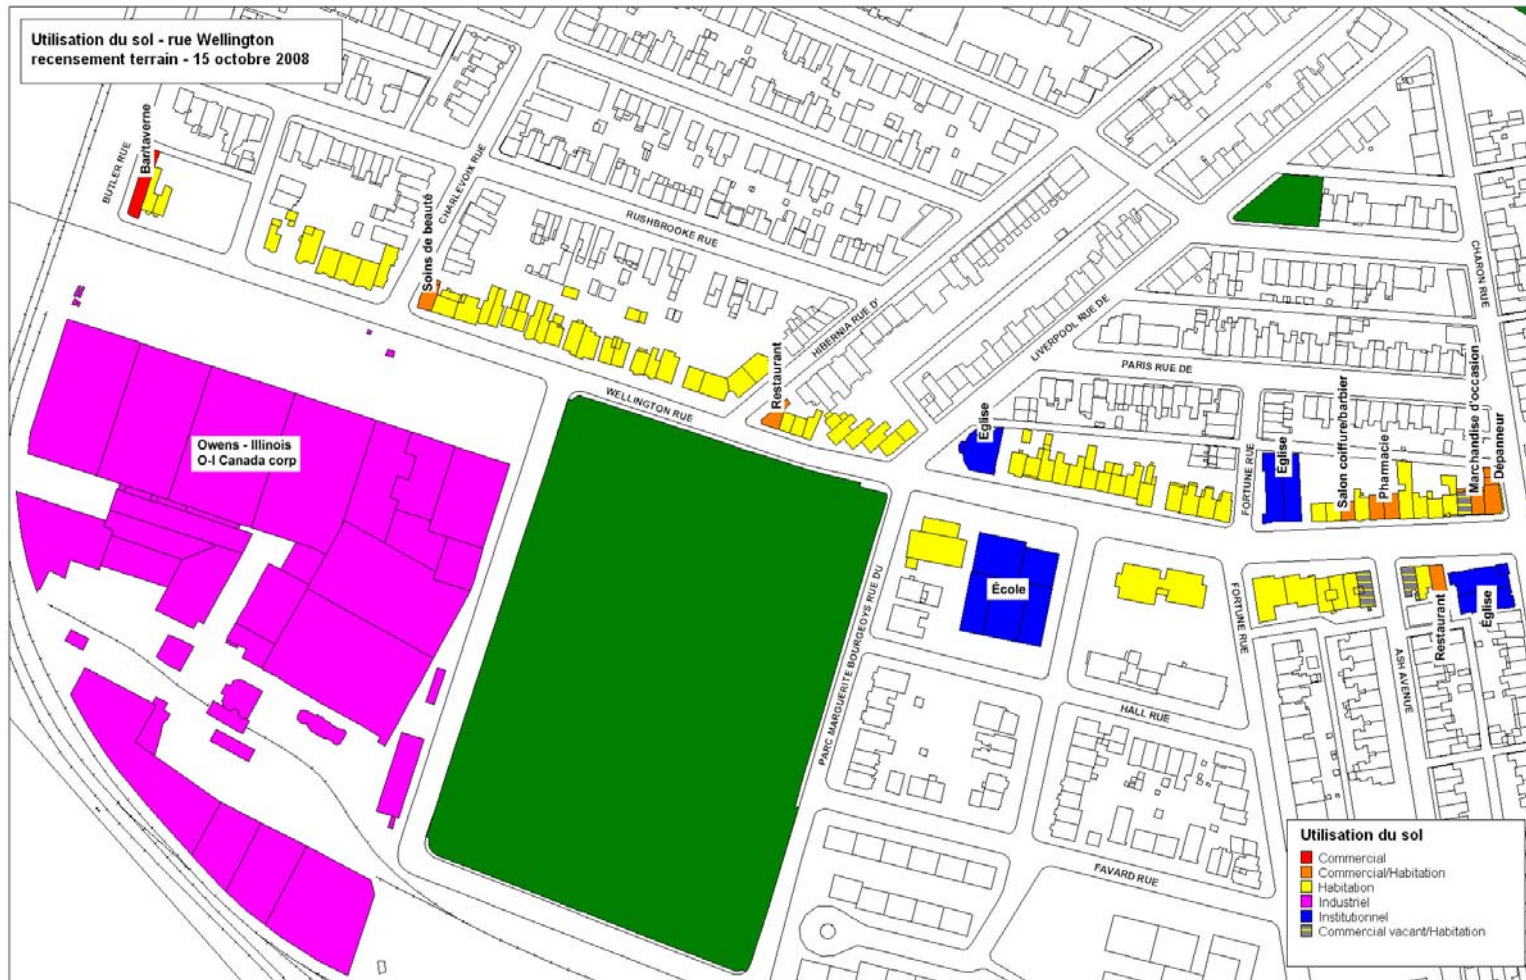 Utilisation du sol - rue Wellington
recensement terrain - 15 octobre 2008
BUTLER RUE
Bar/taverne
Soins de beauté
CHARLEVOIX RUE
RUSHBROOKE RUE
HIBERNIA RUE D'
LIVERPOOL RUE DE
CHARON RUE
PARIS RUE DE
WELLINGTON RUE
Restaurant
Eglise
FORTUNE RUE
Eglise
Salon coiffure/barbier
Pharmacie
Marchandise d'occasion
Dépanneur
Owens - Illinois
O-I Canada corp
PARC MARGUERITE BOURGEOYS RUE DU
École
FORTUNE RUE
ASH AVENUE
Restaurant
Église
HALL RUE
FAVARD RUE
Utilisation du sol
Commercial
Commercial/Habitation
Habitation
Industriel
Institutionnel
Commercial vacant/Habitation